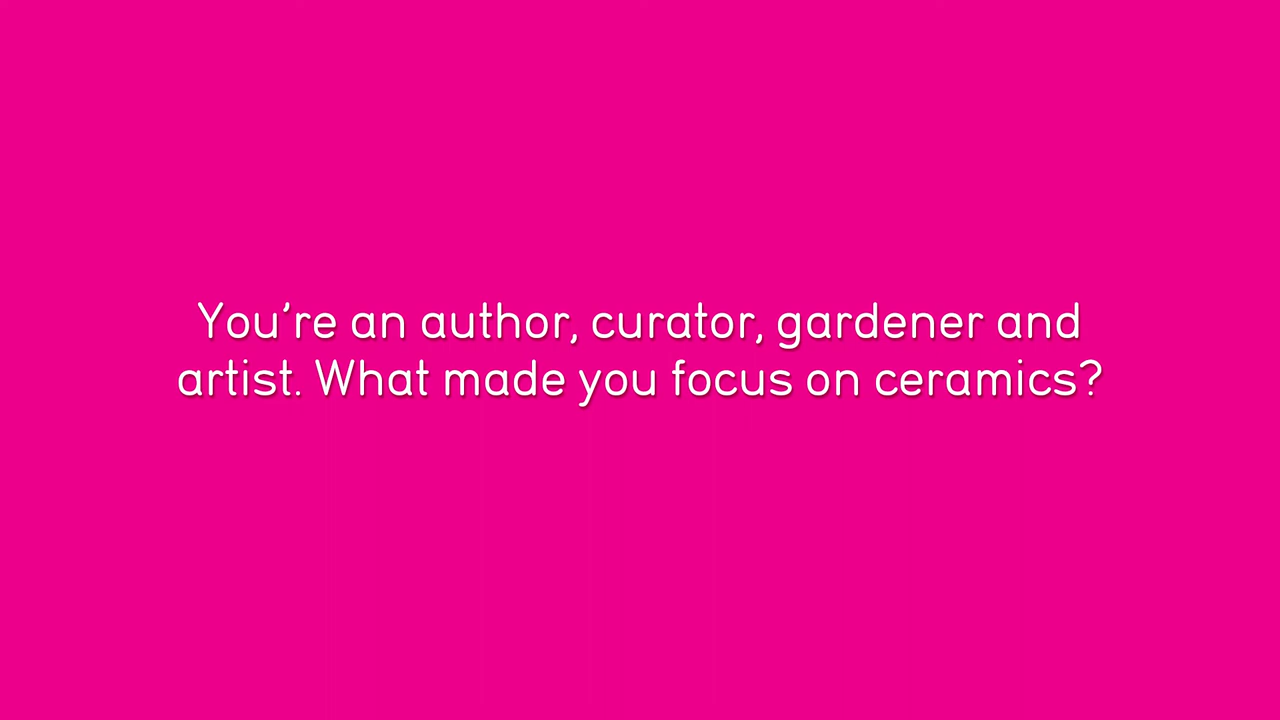 You’re an author, curator, gardener and
artist. What made you focus on ceramics?